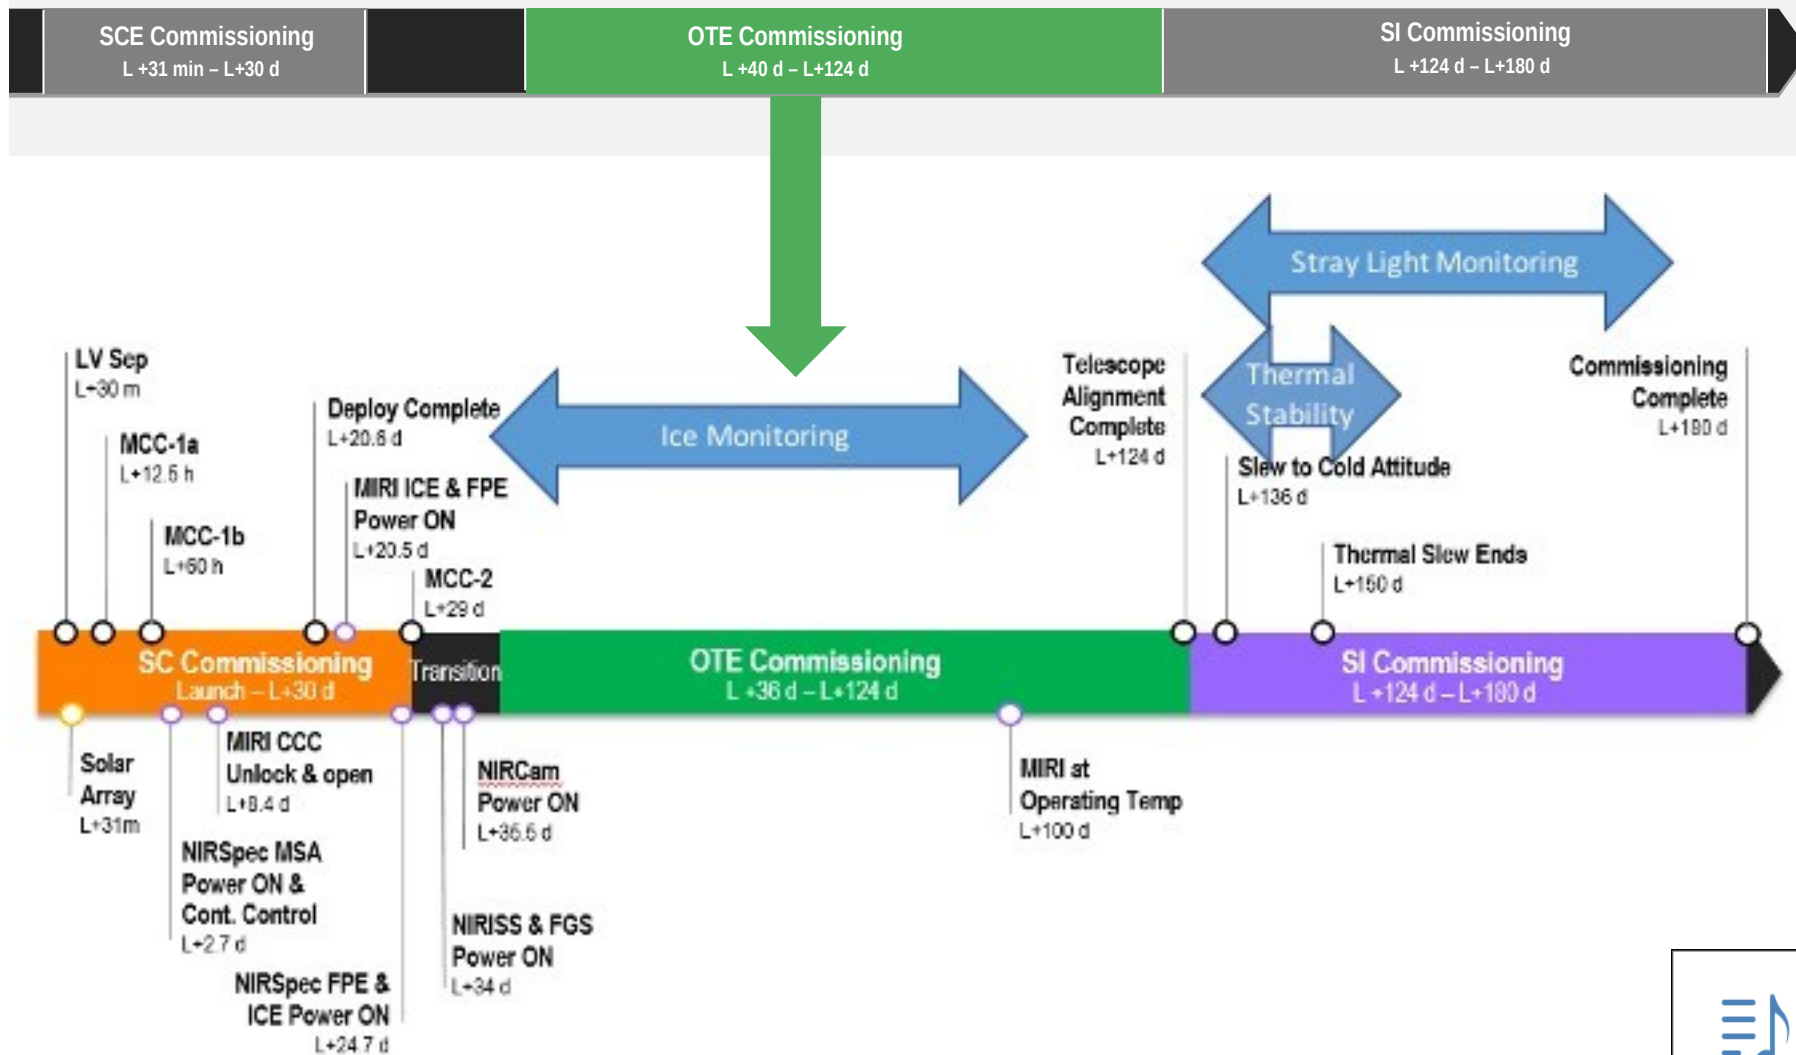 SCE Commissioning
L +31 min – L+30 d
OTE Commissioning
L +40 d – L+124 d
SI Commissioning
L +124 d – L+180 d
Stray Light Monitoring
Thermal
Stability
Ice Monitoring
LV Sep
L+30 m
MCC-1a
L+12.5 h
MCC-1b
L+60 h
Deploy Complete
L+20.6 d
MIRI ICE & FPE
Power ON
L+20.5 d
MCC-2
L+29 d
Telescope
Alignment
Complete
L+124 d
Slew to Cold Attitude
L+136 d
Thermal Slew Ends
L+150 d
Commissioning
Complete
L+180 d
SC Commissioning
Launch – L+30 d
Transition
OTE Commissioning
L +36 d – L+124 d
SI Commissioning
L +124 d – L+180 d
Solar
Array
L+31m
MIRI CCC
Unlock & open
L+8.4 d
NIRSpec MSA
Power ON &
Cont. Control
L+2.7 d
NIRSpec FPE &
ICE Power ON
L+24.7 d
NIRCam
Power ON
L+35.5 d
NIRISS & FGS
Power ON
L+34 d
MIRI at
Operating Temp
L+100 d